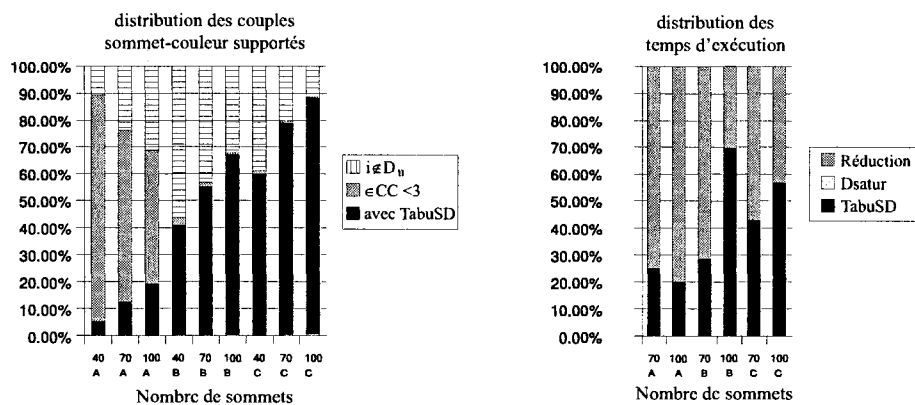 distribution des couples
sommet-couleur supportés
100.00%
90.00%
80.00%
70.00%
60.00%
50.00%
40.00%
30.00%
20.00%
10.00%
0.00%
40 70 100 40 70 100 40 70 100
A A A B B B C C C
Nombre de sommets
i∉Du
∈CC <3
avec TabuSD
distribution des
temps d'exécution
100.00%
90.00%
80.00%
70.00%
60.00%
50.00%
40.00%
30.00%
20.00%
10.00%
0.00%
70 100 70 100 70 100
A A B B C C
Nombre de sommets
Réduction
Dsatur
TabuSD